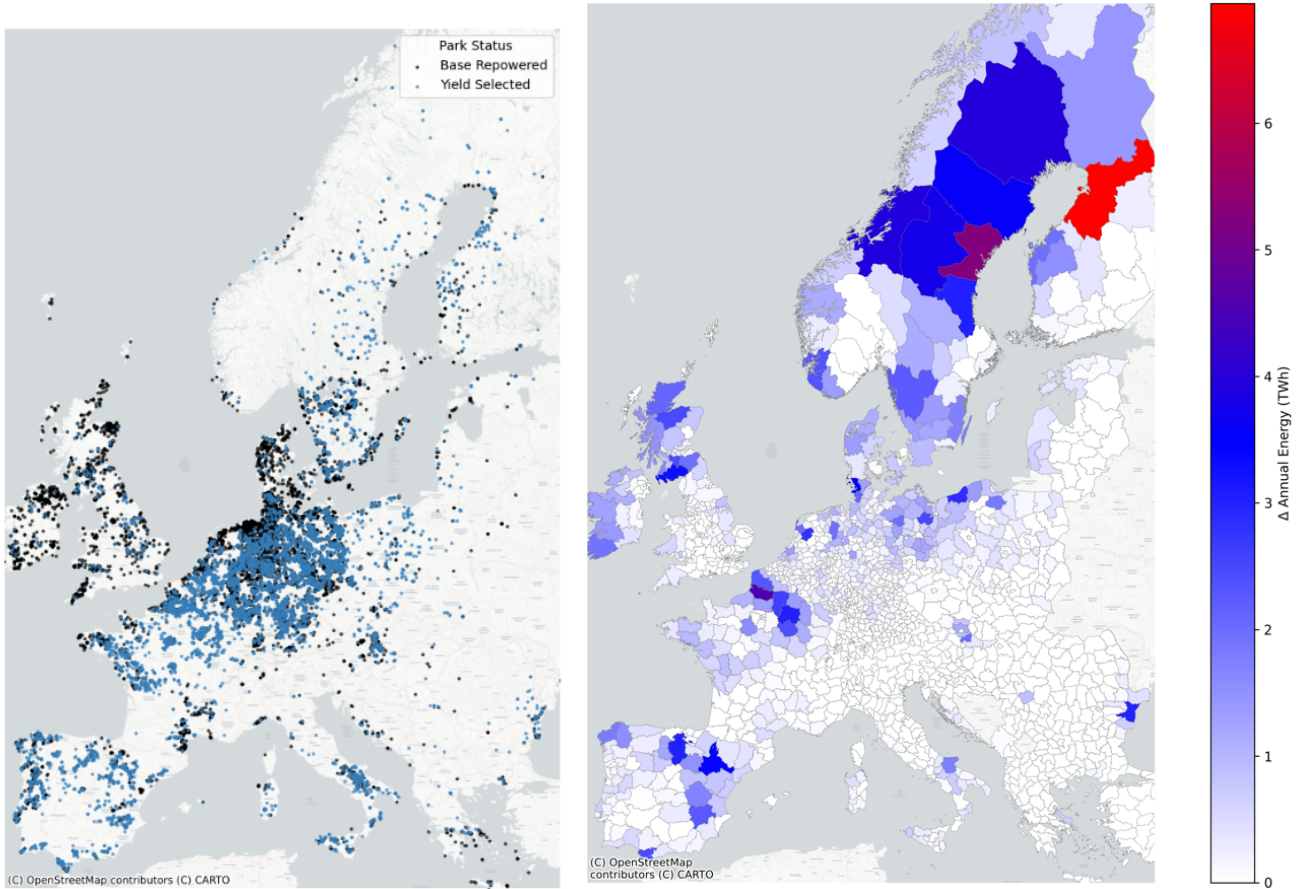 Park Status
Base Repowered
Yield Selected
(C) OpenStreetMap contributors (C) CARTO
(C) OpenStreetMap
contributors (C) CARTO
6
5
4
3
2
1
0
Δ Annual Energy (TWh)